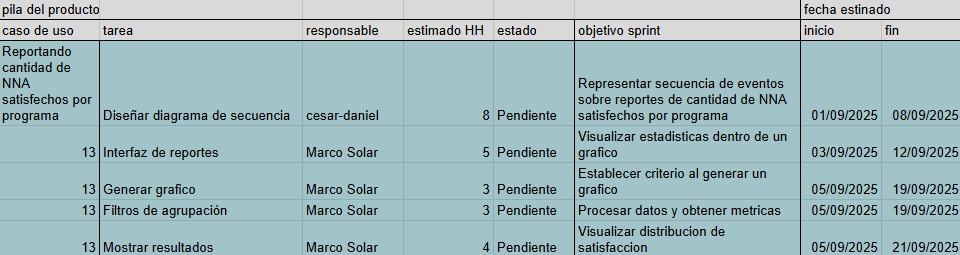 pila del producto fecha estinado
caso de uso tarea responsable estimado HH estado objetivo sprint inicio fin
Reportando
cantidad de
NNA
satisfechos por
programa
Diseñar diagrama de secuencia cesar-daniel 8 Pendiente
Representar secuencia de eventos
sobre reportes de cantidad de NNA
satisfechos por programa
01/09/2025 08/09/2025
13 Interfaz de reportes Marco Solar 5 Pendiente
Visualizar estadisticas dentro de un
grafico
03/09/2025 12/09/2025
13 Generar grafico Marco Solar 3 Pendiente
Establecer criterio al generar un
grafico
05/09/2025 19/09/2025
13 Filtros de agrupación Marco Solar 3 Pendiente Procesar datos y obtener metricas 05/09/2025 19/09/2025
13 Mostrar resultados Marco Solar 4 Pendiente
Visualizar distribucion de
satisfaccion
05/09/2025 21/09/2025